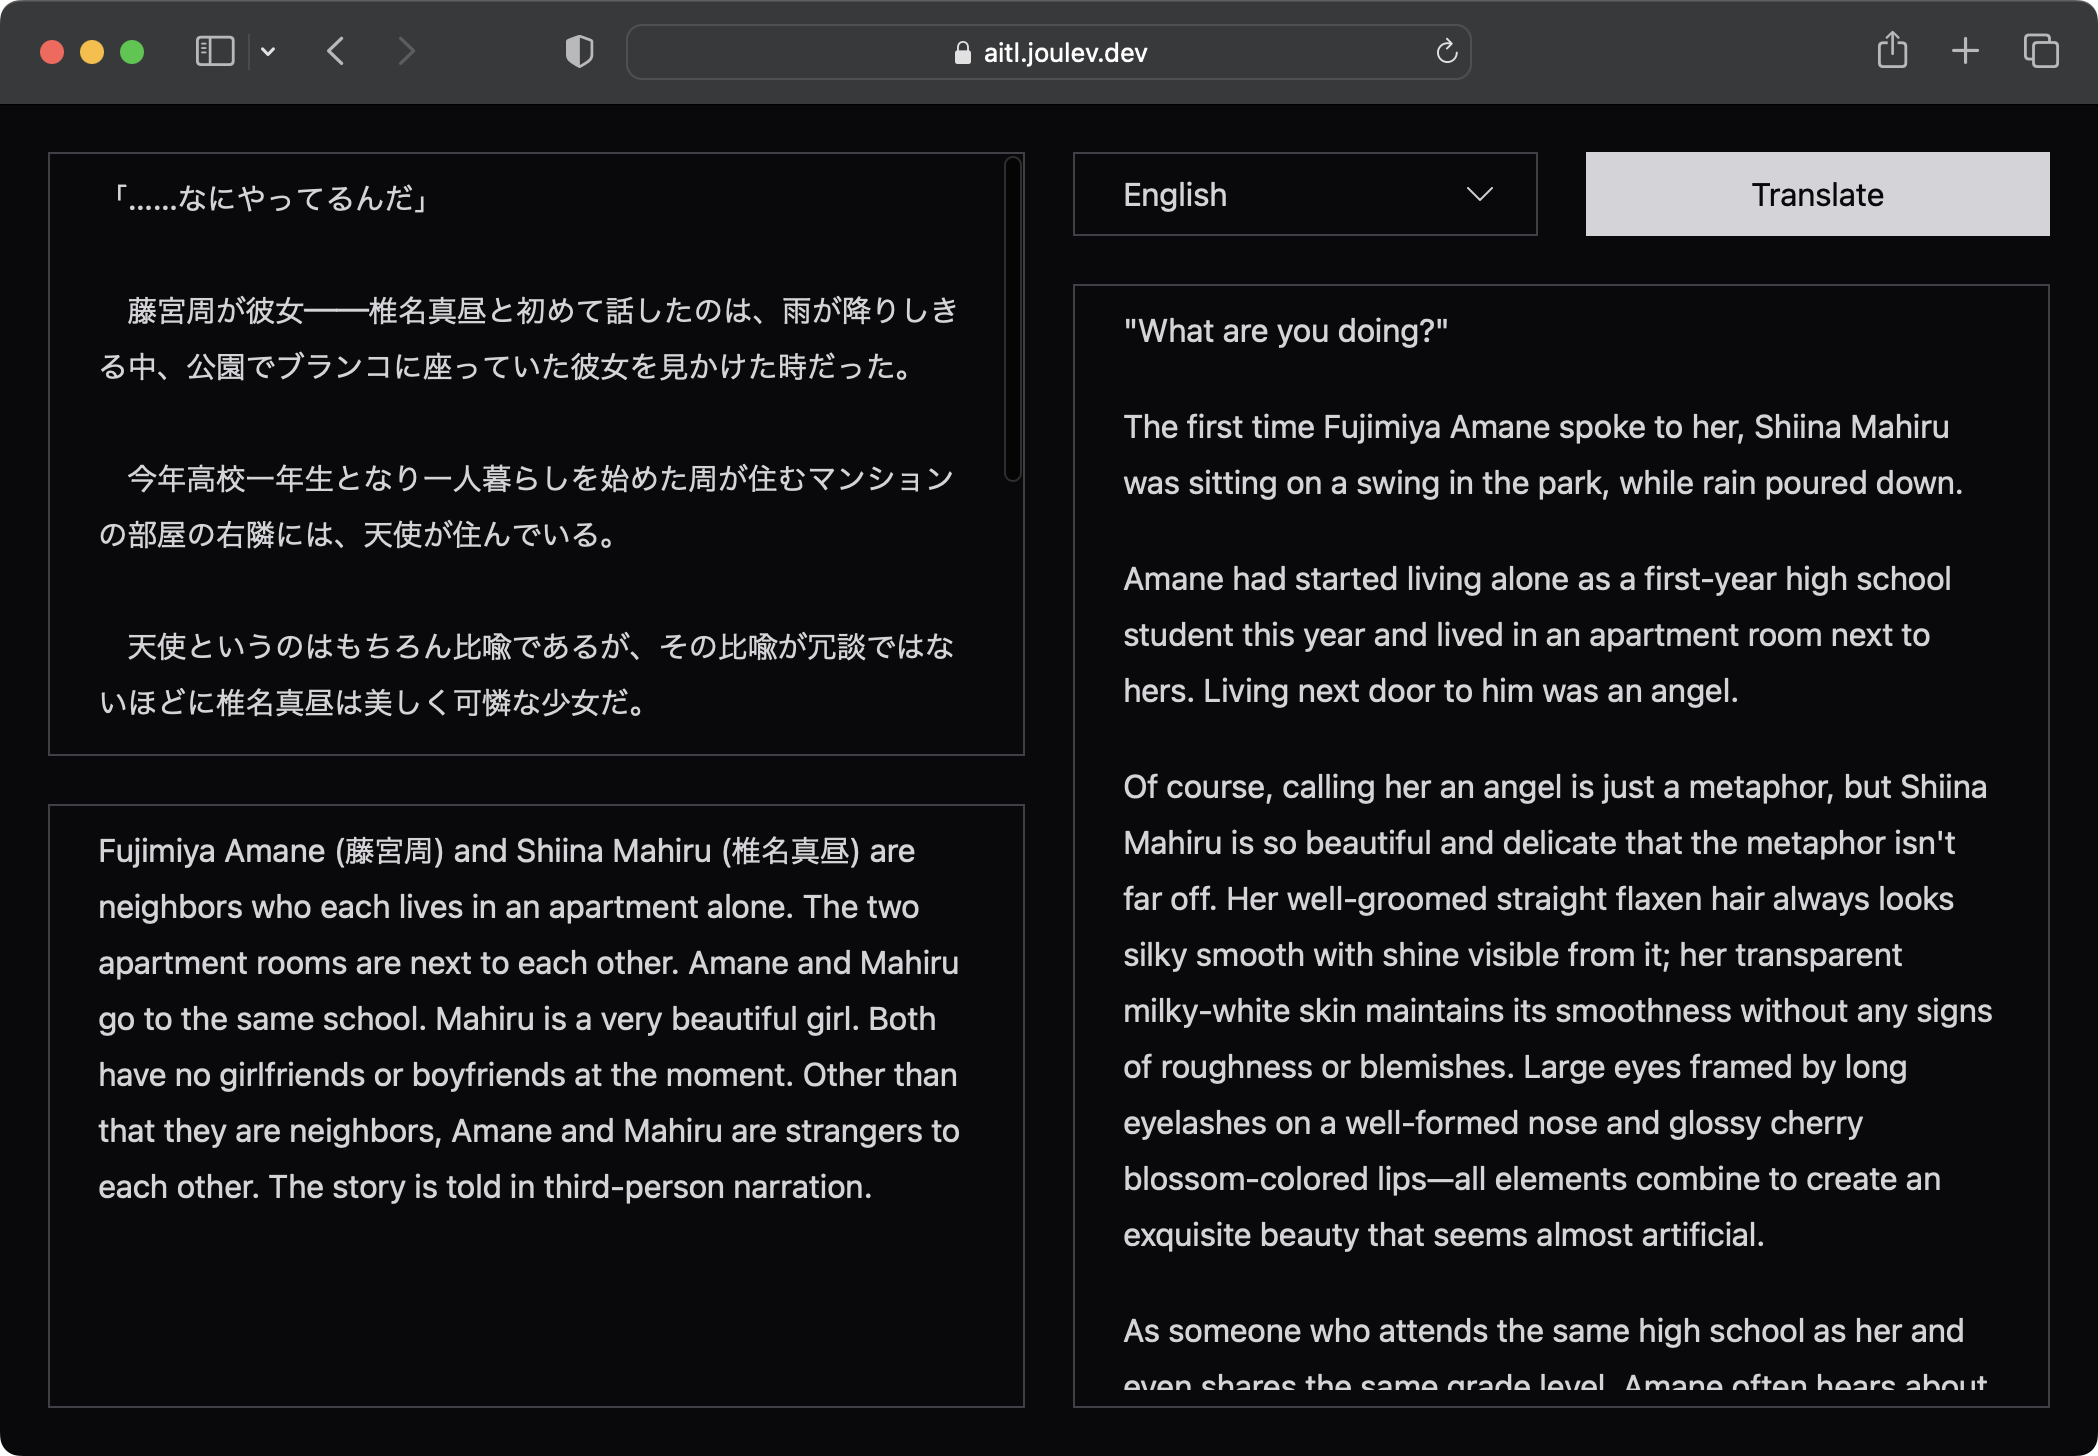 aitl.joulev.dev
「……なにやってるんだ」
藤宮周が彼女――椎名真昼と初めて話したのは、雨が降りしき
る中、公園でブランコに座っていた彼女を見かけた時だった。
今年高校一年生となり一人暮らしを始めた周が住むマンション
の部屋の右隣には、天使が住んでいる。
天使というのはもちろん比喩であるが、その比喩が冗談ではな
いほどに椎名真昼は美しく可憐な少女だ。
Fujimiya Amane (藤宮周) and Shiina Mahiru (椎名真昼) are
neighbors who each lives in an apartment alone. The two
apartment rooms are next to each other. Amane and Mahiru
go to the same school. Mahiru is a very beautiful girl. Both
have no girlfriends or boyfriends at the moment. Other than
that they are neighbors, Amane and Mahiru are strangers to
each other. The story is told in third-person narration.
English
Translate
"What are you doing?"
The first time Fujimiya Amane spoke to her, Shiina Mahiru
was sitting on a swing in the park, while rain poured down.
Amane had started living alone as a first-year high school
student this year and lived in an apartment room next to
hers. Living next door to him was an angel.
Of course, calling her an angel is just a metaphor, but Shiina
Mahiru is so beautiful and delicate that the metaphor isn't
far off. Her well-groomed straight flaxen hair always looks
silky smooth with shine visible from it; her transparent
milky-white skin maintains its smoothness without any signs
of roughness or blemishes. Large eyes framed by long
eyelashes on a well-formed nose and glossy cherry
blossom-colored lips—all elements combine to create an
exquisite beauty that seems almost artificial.
As someone who attends the same high school as her and
even shares the same grade level, Amane often hears about